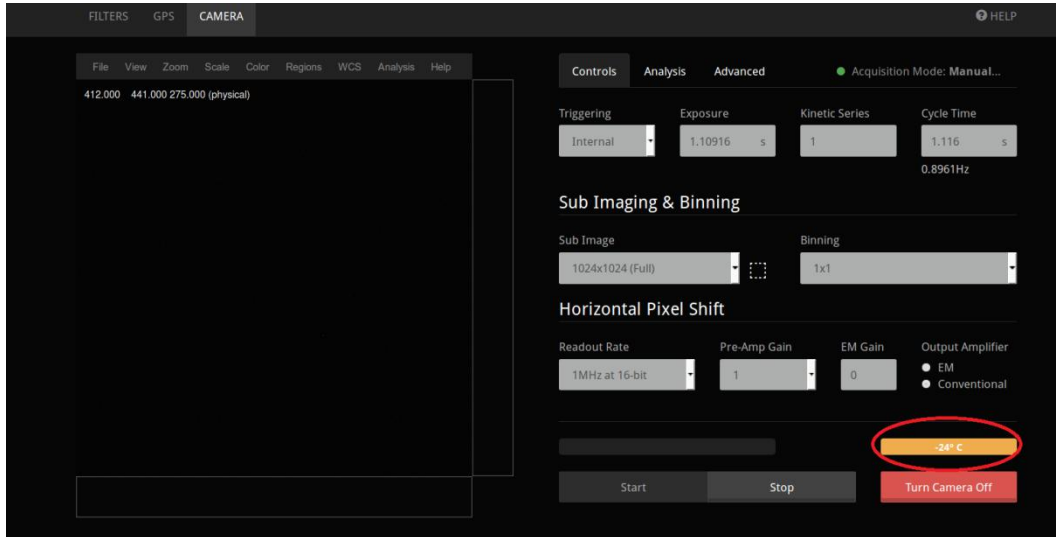 FILTERS GPS CAMERA HELP
File View Zoom Scale Color Regions WCS Analysis Help
412.000 441.000 275.000 (physical)
Controls Analysis Advanced Acquisition Mode: Manual...
Triggering Exposure Kinetic Series Cycle Time
Internal 1.10916 s 1 1.116 s
0.8961Hz
Sub Imaging & Binning
Sub Image Binning
1024x1024 (Full) 1x1
Horizontal Pixel Shift
Readout Rate Pre-Amp Gain EM Gain Output Amplifier
1MHz at 16-bit 1 0 EM
Conventional
-24° C
Start Stop Turn Camera Off